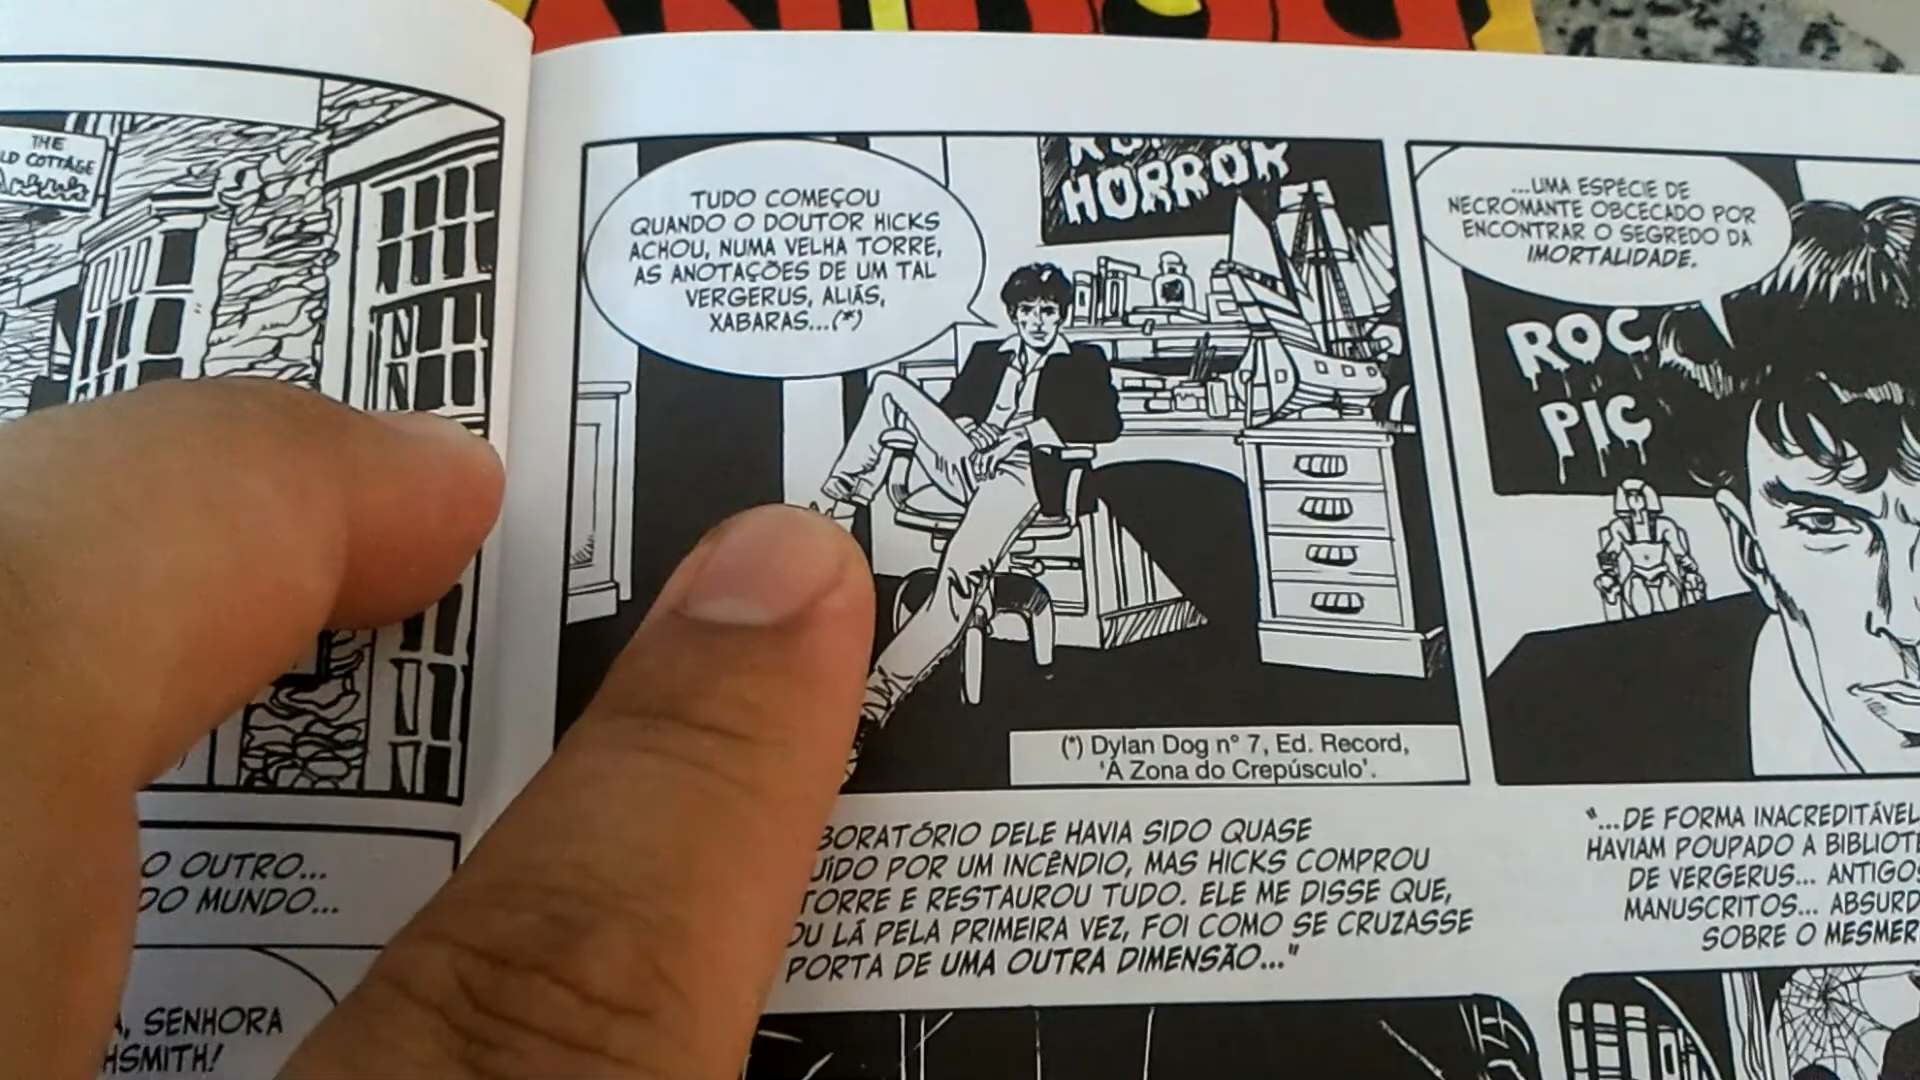 THE
COTTAGE
TUDO COMEÇOU
QUANDO O DOUTOR HICKS
ACHOU, NUMA VELHA TORRE,
AS ANOTAÇÕES DE UM TAL
VERGERUS, ALIÁS,
XABARAS...(*)
HORROR
...UMA ESPÉCIE DE
NECROMANTE OBCECADO POR
ENCONTRAR O SEGREDO DA
IMORTALIDADE.
ROC
PIC
(*) Dylan Dog n° 7, Ed. Record,
'A Zona do Crepúsculo'.
BORATÓRIO DELE HAVIA SIDO QUASE
UÍDO POR UM INCÊNDIO, MAS HICKS COMPROU
TORRE E RESTAUROU TUDO. ELE ME DISSE QUE,
OU LÁ PELA PRIMEIRA VEZ, FOI COMO SE CRUZASSE
PORTA DE UMA OUTRA DIMENSÃO..."
"...DE FORMA INACREDITÁVEL
HAVIAM POUPADO A BIBLIOTE
DE VERGERUS... ANTIGOS
MANUSCRITOS... ABSURD
SOBRE O MESMER
O OUTRO...
DO MUNDO...
A, SENHORA
HSMITH!